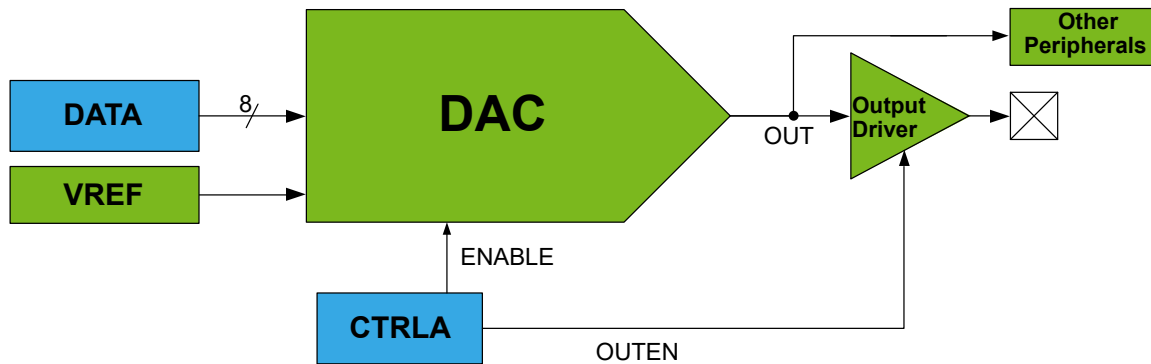 Other
Peripherals
8
DATA
DAC
Output
Driver
OUT
VREF
ENABLE
CTRLA
OUTEN